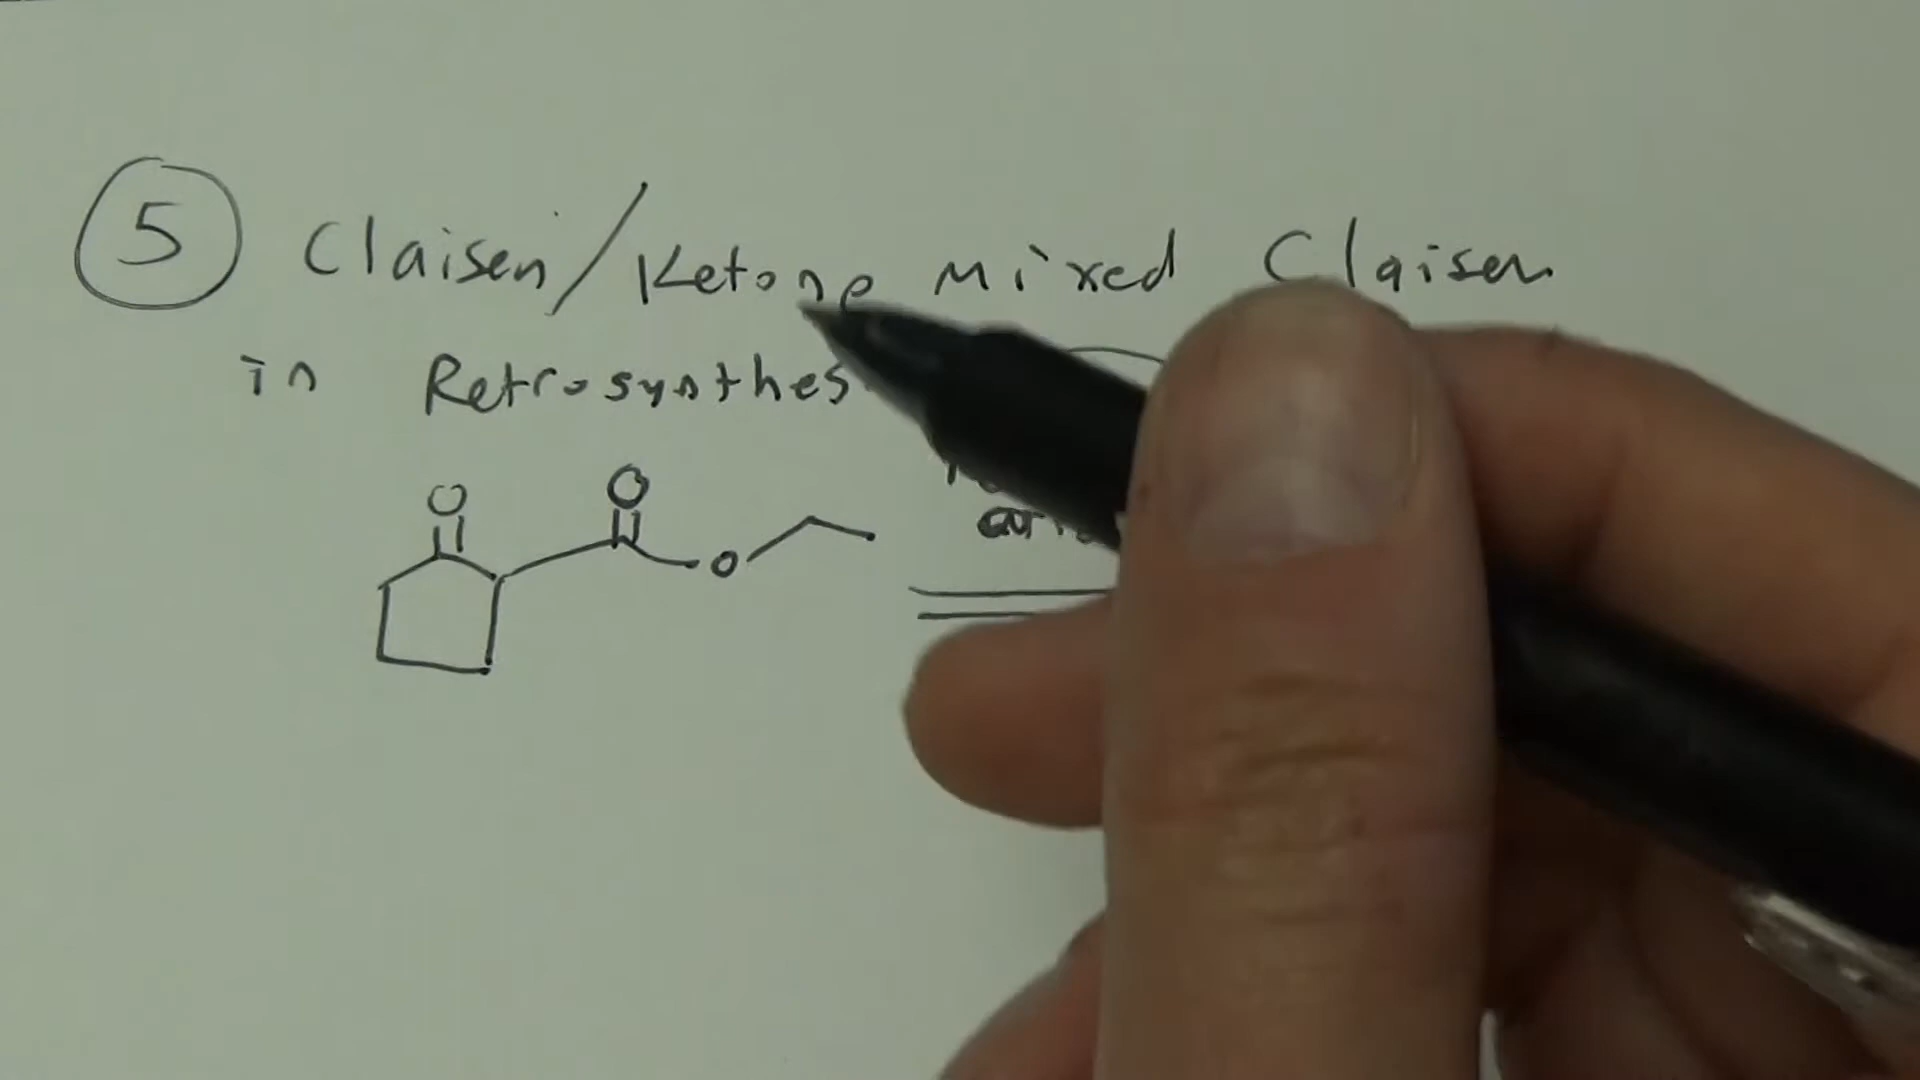 5 Claisen/Ketone mixed Claisen
in Retrosynthes
O O
O